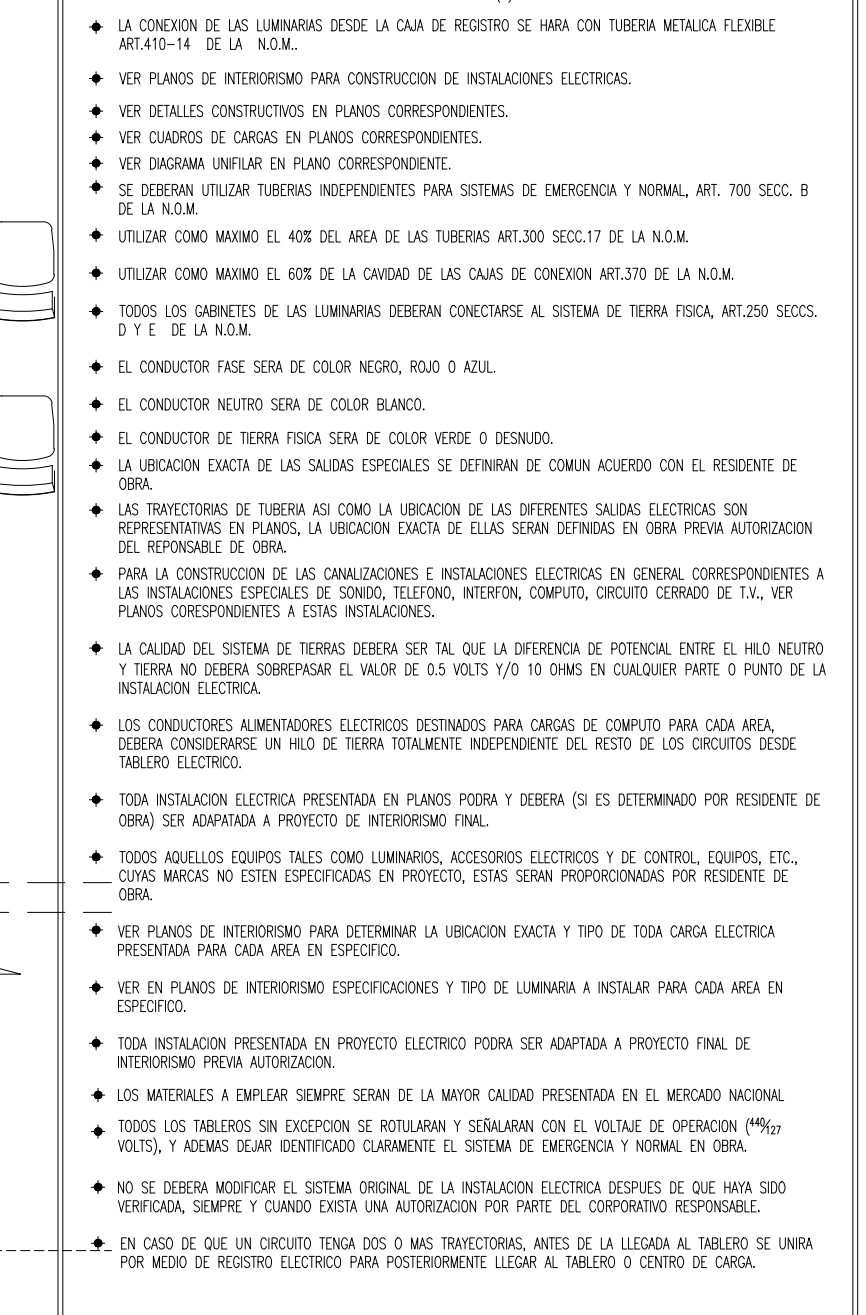 LA CONEXION DE LAS LUMINARIAS DESDE LA CAJA DE REGISTRO SE HARA CON TUBERIA METALICA FLEXIBLE
ART.410-14 DE LA N.O.M..
VER PLANOS DE INTERIORISMO PARA CONSTRUCCION DE INSTALACIONES ELECTRICAS.
VER DETALLES CONSTRUCTIVOS EN PLANOS CORRESPONDIENTES.
VER CUADROS DE CARGAS EN PLANOS CORRESPONDIENTES.
VER DIAGRAMA UNIFILAR EN PLANO CORRESPONDIENTE.
SE DEBERAN UTILIZAR TUBERIAS INDEPENDIENTES PARA SISTEMAS DE EMERGENCIA Y NORMAL, ART. 700 SECC. B
DE LA N.O.M.
UTILIZAR COMO MAXIMO EL 40% DEL AREA DE LAS TUBERIAS ART.300 SECC.17 DE LA N.O.M.
UTILIZAR COMO MAXIMO EL 60% DE LA CAVIDAD DE LAS CAJAS DE CONEXION ART.370 DE LA N.O.M.
TODOS LOS GABINETES DE LAS LUMINARIAS DEBERAN CONECTARSE AL SISTEMA DE TIERRA FISICA, ART.250 SECCS.
D Y E DE LA N.O.M.
EL CONDUCTOR FASE SERA DE COLOR NEGRO, ROJO O AZUL.
EL CONDUCTOR NEUTRO SERA DE COLOR BLANCO.
EL CONDUCTOR DE TIERRA FISICA SERA DE COLOR VERDE O DESNUDO.
LA UBICACION EXACTA DE LAS SALIDAS ESPECIALES SE DEFINIRAN DE COMUN ACUERDO CON EL RESIDENTE DE
OBRA.
LAS TRAYECTORIAS DE TUBERIA ASI COMO LA UBICACION DE LAS DIFERENTES SALIDAS ELECTRICAS SON
REPRESENTATIVAS EN PLANOS, LA UBICACION EXACTA DE ELLAS SERAN DEFINIDAS EN OBRA PREVIA AUTORIZACION
DEL REPONSABLE DE OBRA.
PARA LA CONSTRUCCION DE LAS CANALIZACIONES E INSTALACIONES ELECTRICAS EN GENERAL CORRESPONDIENTES A
LAS INSTALACIONES ESPECIALES DE SONIDO, TELEFONO, INTERFON, COMPUTO, CIRCUITO CERRADO DE T.V., VER
PLANOS CORESPONDIENTES A ESTAS INSTALACIONES.
LA CALIDAD DEL SISTEMA DE TIERRAS DEBERA SER TAL QUE LA DIFERENCIA DE POTENCIAL ENTRE EL HILO NEUTRO
Y TIERRA NO DEBERA SOBREPASAR EL VALOR DE 0.5 VOLTS Y/O 10 OHMS EN CUALQUIER PARTE O PUNTO DE LA
INSTALACION ELECTRICA.
LOS CONDUCTORES ALIMENTADORES ELECTRICOS DESTINADOS PARA CARGAS DE COMPUTO PARA CADA AREA,
DEBERA CONSIDERARSE UN HILO DE TIERRA TOTALMENTE INDEPENDIENTE DEL RESTO DE LOS CIRCUITOS DESDE
TABLERO ELECTRICO.
TODA INSTALACION ELECTRICA PRESENTADA EN PLANOS PODRA Y DEBERA (SI ES DETERMINADO POR RESIDENTE DE
OBRA) SER ADAPATADA A PROYECTO DE INTERIORISMO FINAL.
TODOS AQUELLOS EQUIPOS TALES COMO LUMINARIOS, ACCESORIOS ELECTRICOS Y DE CONTROL, EQUIPOS, ETC.,
CUYAS MARCAS NO ESTEN ESPECIFICADAS EN PROYECTO, ESTAS SERAN PROPORCIONADAS POR RESIDENTE DE
OBRA.
VER PLANOS DE INTERIORISMO PARA DETERMINAR LA UBICACION EXACTA Y TIPO DE TODA CARGA ELECTRICA
PRESENTADA PARA CADA AREA EN ESPECIFICO.
VER EN PLANOS DE INTERIORISMO ESPECIFICACIONES Y TIPO DE LUMINARIA A INSTALAR PARA CADA AREA EN
ESPECIFICO.
TODA INSTALACION PRESENTADA EN PROYECTO ELECTRICO PODRA SER ADAPTADA A PROYECTO FINAL DE
INTERIORISMO PREVIA AUTORIZACION.
LOS MATERIALES A EMPLEAR SIEMPRE SERAN DE LA MAYOR CALIDAD PRESENTADA EN EL MERCADO NACIONAL
TODOS LOS TABLEROS SIN EXCEPCION SE ROTULARAN Y SEÑALARAN CON EL VOLTAJE DE OPERACION (440/127
VOLTS), Y ADEMAS DEJAR IDENTIFICADO CLARAMENTE EL SISTEMA DE EMERGENCIA Y NORMAL EN OBRA.
NO SE DEBERA MODIFICAR EL SISTEMA ORIGINAL DE LA INSTALACION ELECTRICA DESPUES DE QUE HAYA SIDO
VERIFICADA, SIEMPRE Y CUANDO EXISTA UNA AUTORIZACION POR PARTE DEL CORPORATIVO RESPONSABLE.
EN CASO DE QUE UN CIRCUITO TENGA DOS O MAS TRAYECTORIAS, ANTES DE LA LLEGADA AL TABLERO SE UNIRA
POR MEDIO DE REGISTRO ELECTRICO PARA POSTERIORMENTE LLEGAR AL TABLERO O CENTRO DE CARGA.